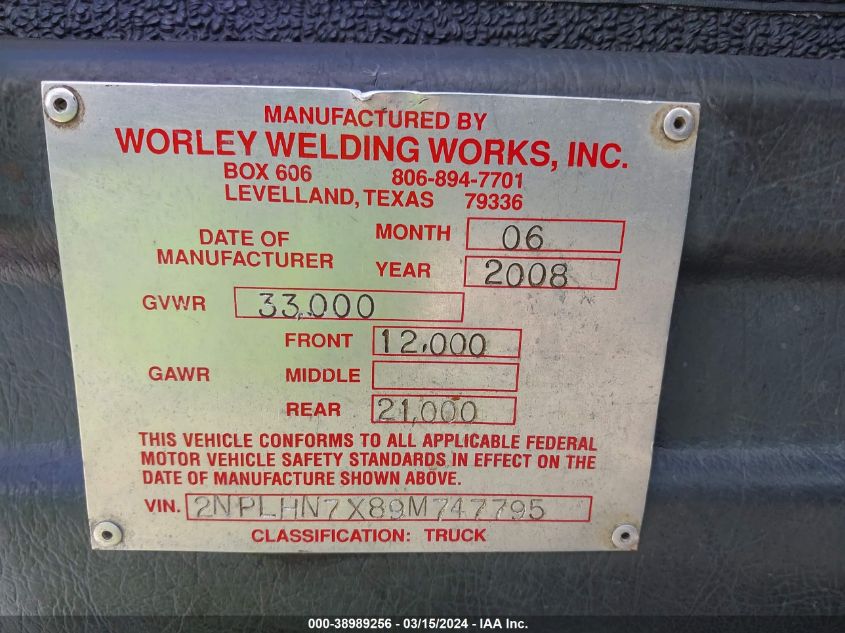 MANUFACTURED BY
WORLEY WELDING WORKS, INC.
BOX 606 806-894-7701
LEVELLAND, TEXAS 79336
DATE OF MANUFACTURER
MONTH 06
YEAR 2008
GVWR 33,000
GAWR
FRONT 12,000
MIDDLE
REAR 21,000
THIS VEHICLE CONFORMS TO ALL APPLICABLE FEDERAL
MOTOR VEHICLE SAFETY STANDARDS IN EFFECT ON THE
DATE OF MANUFACTURE SHOWN ABOVE.
VIN. 2NPLHN7X89M747795
CLASSIFICATION: TRUCK
000-38989256 - 03/15/2024 - IAA Inc.